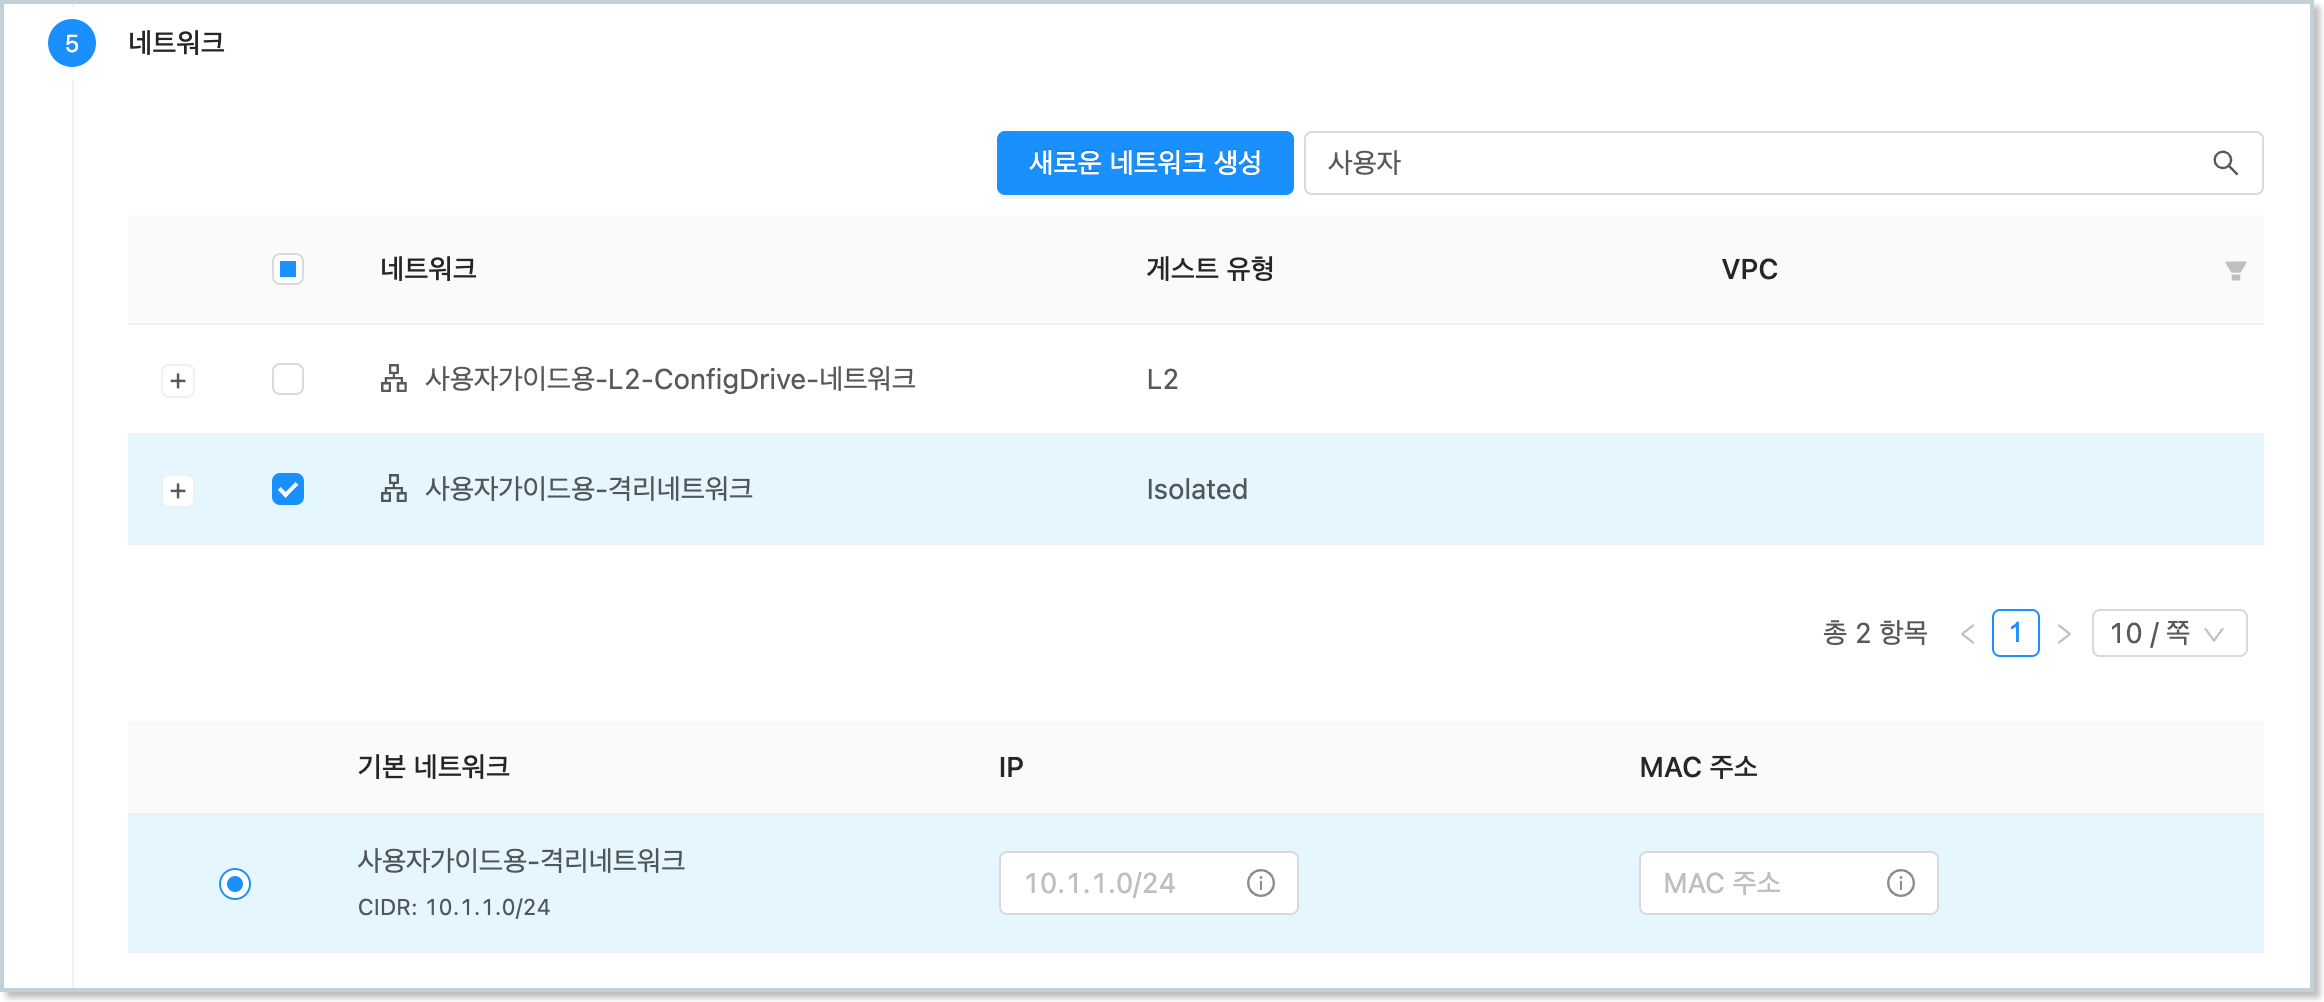 5 네트워크
새로운 네트워크 생성 사용자
네트워크 게스트 유형 VPC
사용자가이드용-L2-ConfigDrive-네트워크 L2
사용자가이드용-격리네트워크 Isolated
총 2 항목 < 1 > 10 / 쪽
기본 네트워크 IP MAC 주소
사용자가이드용-격리네트워크
10.1.1.0/24 MAC 주소
CIDR: 10.1.1.0/24